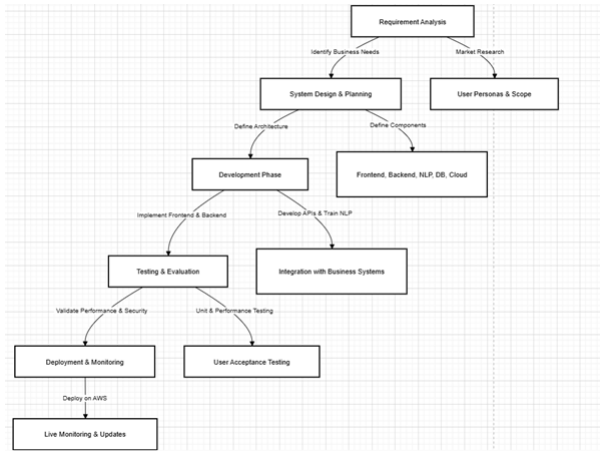 Requirement Analysis
Identify Business Needs
Market Research
System Design & Planning
User Personas & Scope
Define Architecture
Define Components
Development Phase
Frontend, Backend, NLP, DB, Cloud
Implement Frontend & Backend
Develop APIs & Train NLP
Testing & Evaluation
Integration with Business Systems
Validate Performance & Security
Unit & Performance Testing
Deployment & Monitoring
User Acceptance Testing
Deploy on AWS
Live Monitoring & Updates